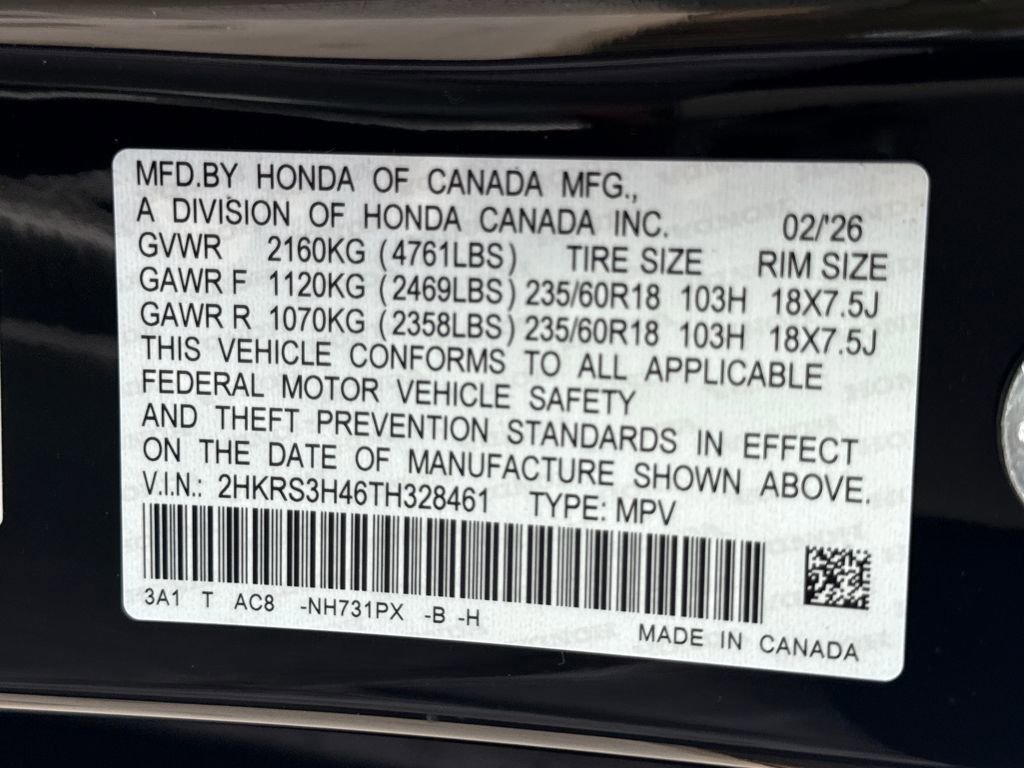 MFD.BY HONDA OF CANADA MFG.,
A DIVISION OF HONDA CANADA INC. 02/'26
GVWR 2160KG (4761LBS) TIRE SIZE RIM SIZE
GAWR F 1120KG (2469LBS) 235/60R18 103H 18X7.5J
GAWR R 1070KG (2358LBS) 235/60R18 103H 18X7.5J
THIS VEHICLE CONFORMS TO ALL APPLICABLE
FEDERAL MOTOR VEHICLE SAFETY
AND THEFT PREVENTION STANDARDS IN EFFECT
ON THE DATE OF MANUFACTURE SHOWN ABOVE.
V.I.N.: 2HKRS3H46TH328461 TYPE: MPV
3A1 T AC8 -NH731PX -B -H
MADE IN CANADA